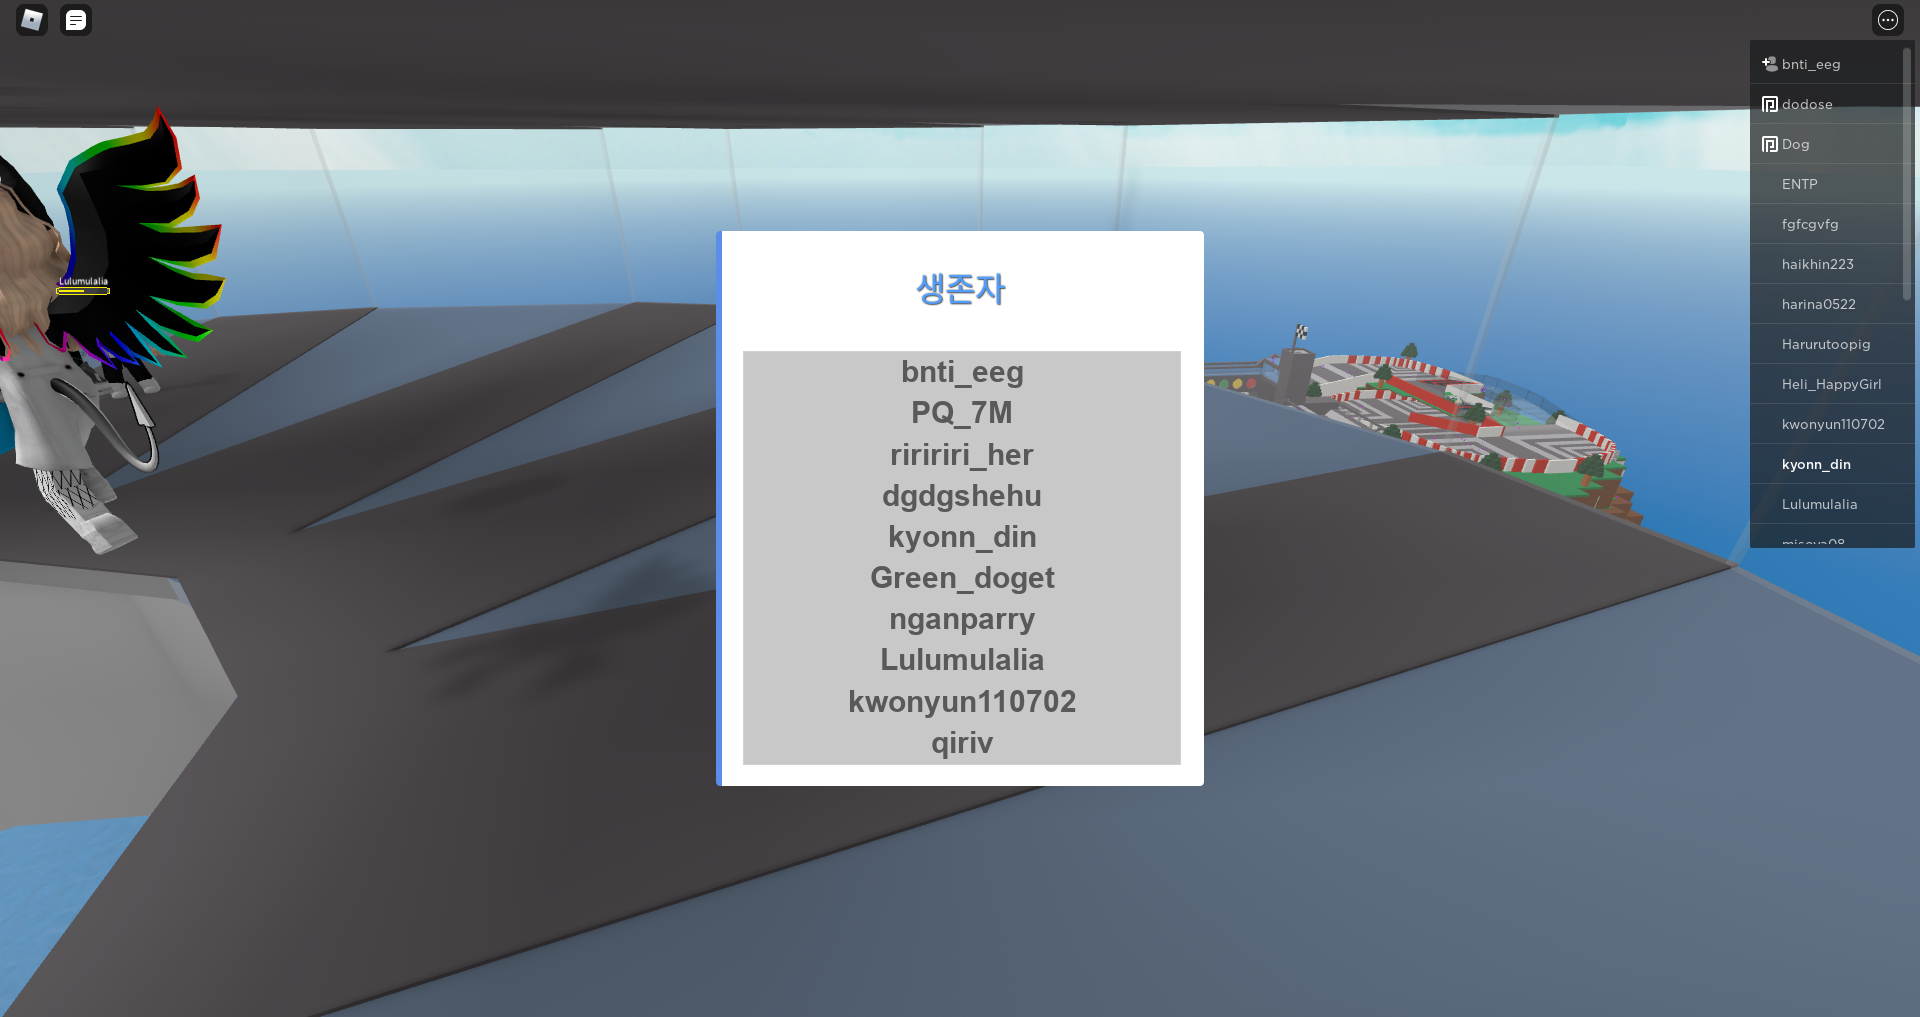 bnti_eeg
dodose
Dog
ENTP
fgfcgvfg
haikhin223
harina0522
Harurutoopig
Heli_HappyGirl
kwonyun110702
kyonn_din
Lulumulalia
Lulumulalia
생존자
bnti_eeg
PQ_7M
riririri_her
dgdgshehu
kyonn_din
Green_doget
nganparry
Lulumulalia
kwonyun110702
qiriv